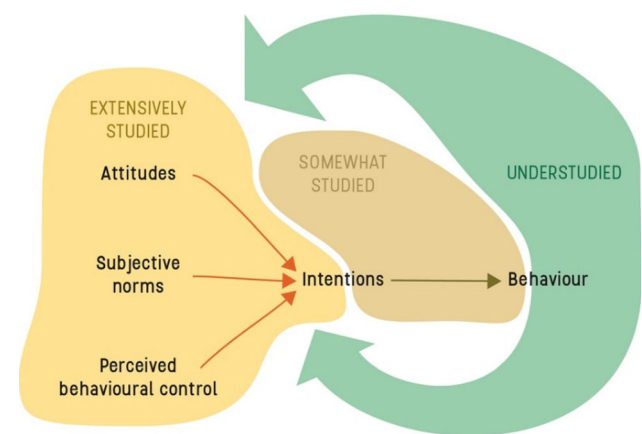 EXTENSIVELY
STUDIED
Attitudes
SOMEWHAT
STUDIED
UNDERSTUDIED
Subjective
norms
Intentions
Behaviour
Perceived
behavioural control